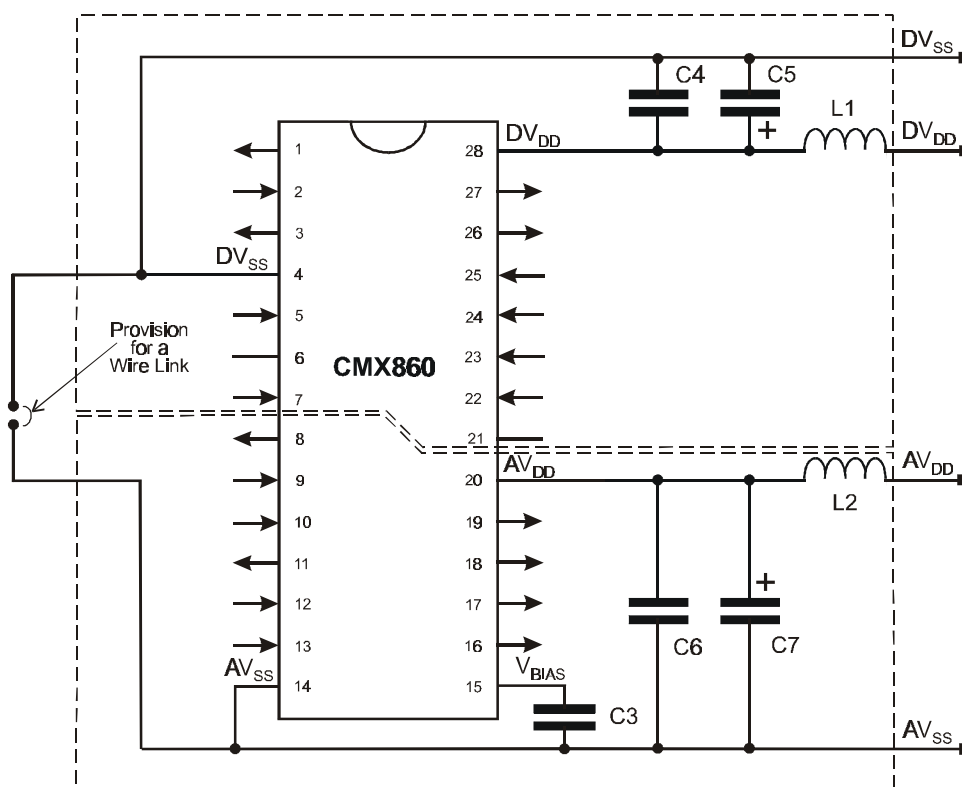 DVSS
C4 C5
L1
DVDD DVDD
1 28
2 27
3 26
DVSS
4 25
5 24
Provision
for a
Wire Link
6 23
CMX860
7 22
8 21
AVDD AVDD
9 20
L2
10 19
11 18
12 17
C6 C7
13 16
AVSS VBIAS
14 15
C3
AVSS